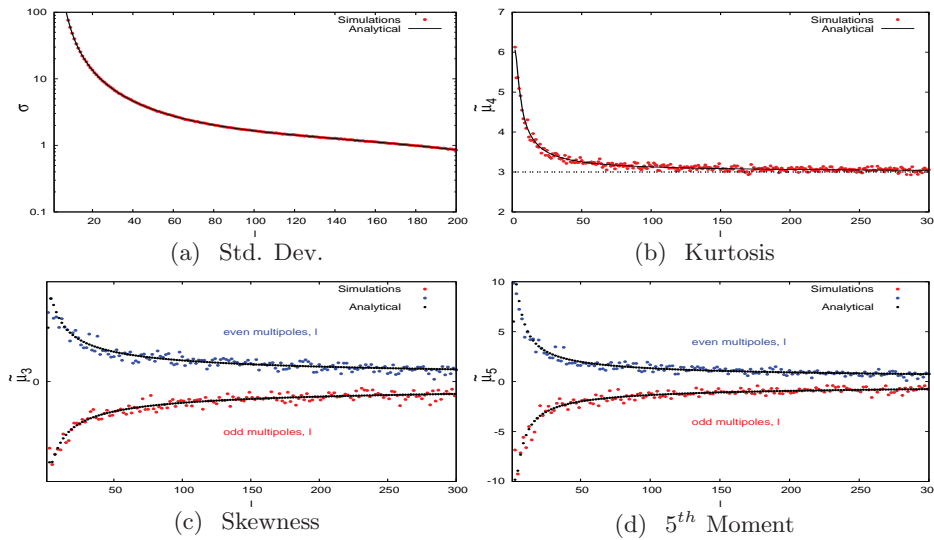 Simulations
Analytical
100
10
1
0.1
σ
20 40 60 80 100 120 140 160 180 200
l
(a) Std. Dev.
Simulations
Analytical
7
6
5
4
3
2
μ̃4
0 50 100 150 200 250 30
l
(b) Kurtosis
Simulations
Analytical
even multipoles, l
0
μ̃3
odd multipoles, l
50 100 150 200 250 300
l
(c) Skewness
Simulations
Analytical
10
5
0
-5
-10
even multipoles, l
μ̃5
odd multipoles, l
50 100 150 200 250 30
l
(d) 5th Moment